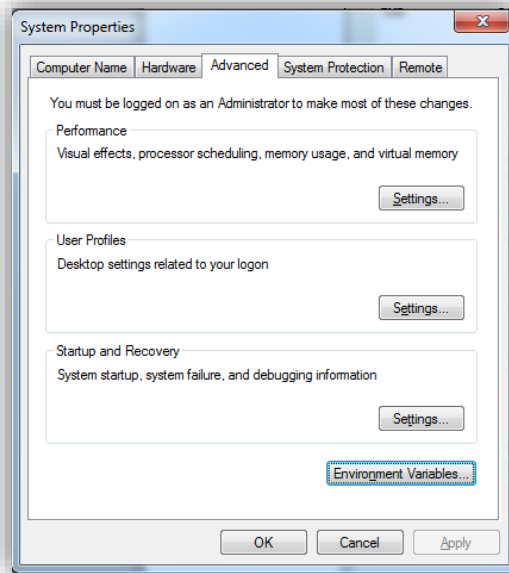 System Properties
Computer Name Hardware Advanced System Protection Remote
You must be logged on as an Administrator to make most of these changes.
Performance
Visual effects, processor scheduling, memory usage, and virtual memory
Settings...
User Profiles
Desktop settings related to your logon
Settings...
Startup and Recovery
System startup, system failure, and debugging information
Settings...
Environment Variables...
OK Cancel Apply